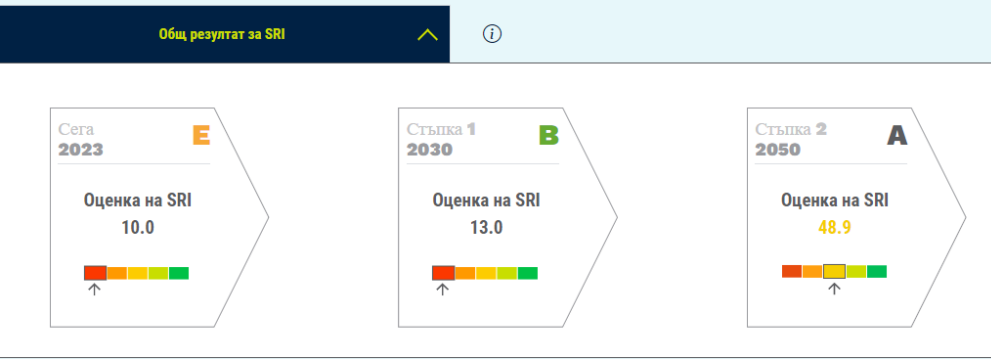 Общ резултат за SRI
i
Сега
2023
E
Оценка на SRI
10.0
Стъпка 1
2030
B
Оценка на SRI
13.0
Стъпка 2
2050
A
Оценка на SRI
48.9